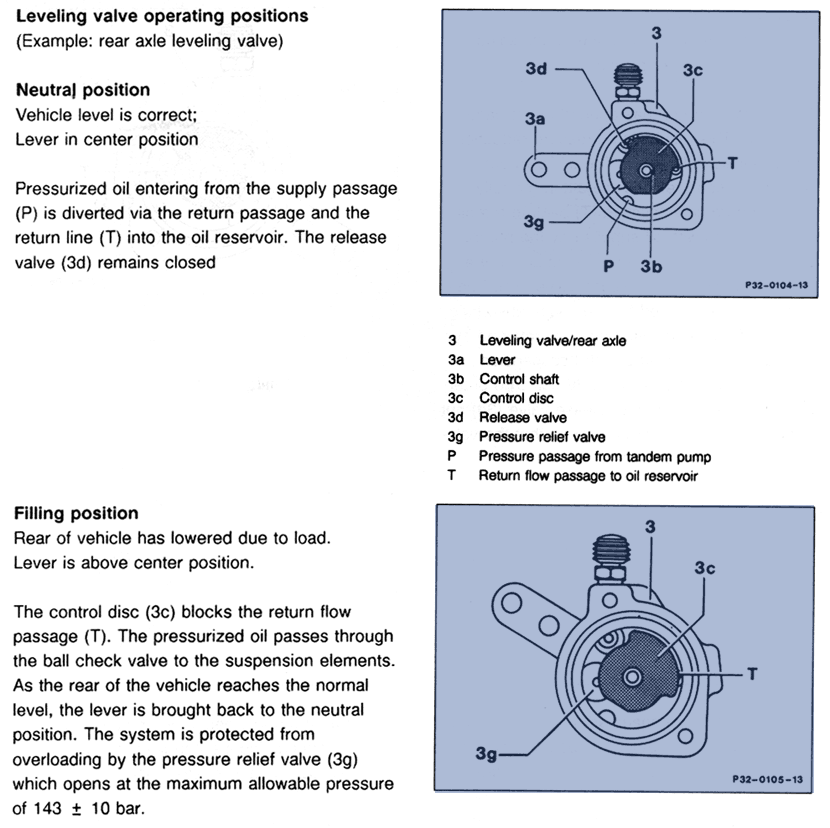 Leveling valve operating positions
(Example: rear axle leveling valve)
Neutral position
Vehicle level is correct;
Lever in center position
Pressurized oil entering from the supply passage
(P) is diverted via the return passage and the
return line (T) into the oil reservoir. The release
valve (3d) remains closed
3
3d
3c
3a
T
3g
P
3b
P32-0104-13
3 Leveling valve/rear axle
3a Lever
3b Control shaft
3c Control disc
3d Release valve
3g Pressure relief valve
P Pressure passage from tandem pump
T Return flow passage to oil reservoir
Filling position
Rear of vehicle has lowered due to load.
Lever is above center position.
The control disc (3c) blocks the return flow
passage (T). The pressurized oil passes through
the ball check valve to the suspension elements.
As the rear of the vehicle reaches the normal
level, the lever is brought back to the neutral
position. The system is protected from
overloading by the pressure relief valve (3g)
which opens at the maximum allowable pressure
of 143 ± 10 bar.
3
3c
T
3g
P32-0105-13